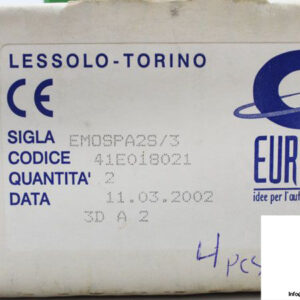 LESSOLO-TORINO
CE
SIGLA EMOSPA2S/3
CODICE 41E018021
QUANTITA' 2
DATA 11.03.2002
3D A 2
EUR
idee per l'aut
4 pcs